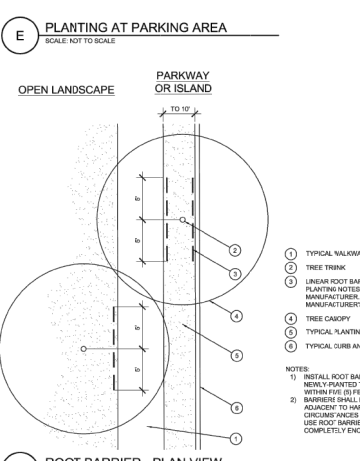 E
PLANTING AT PARKING AREA
SCALE: NOT TO SCALE
OPEN LANDSCAPE
PARKWAY
OR ISLAND
TO 10'
5'
5'
2
3
4
5'
5'
5
6
1
1 TYPICAL WALKWA
2 TREE TRUNK
3 LINEAR ROOT BAR
PLANTING NOTES
MANUFACTURER.
MANUFACTURER'S
4 TREE CANOPY
5 TYPICAL PLANTIN
6 TYPICAL CURB AN
NOTES:
1) INSTALL ROOT BA
NEWLY-PLANTED T
WITHIN FIVE (5) FE
2) BARRIERS SHALL
ADJACENT TO HAR
CIRCUMSTANCES
USE ROOT BARRIE
COMPLETELY ENC
ROOT BARRIER - PLAN VIEW